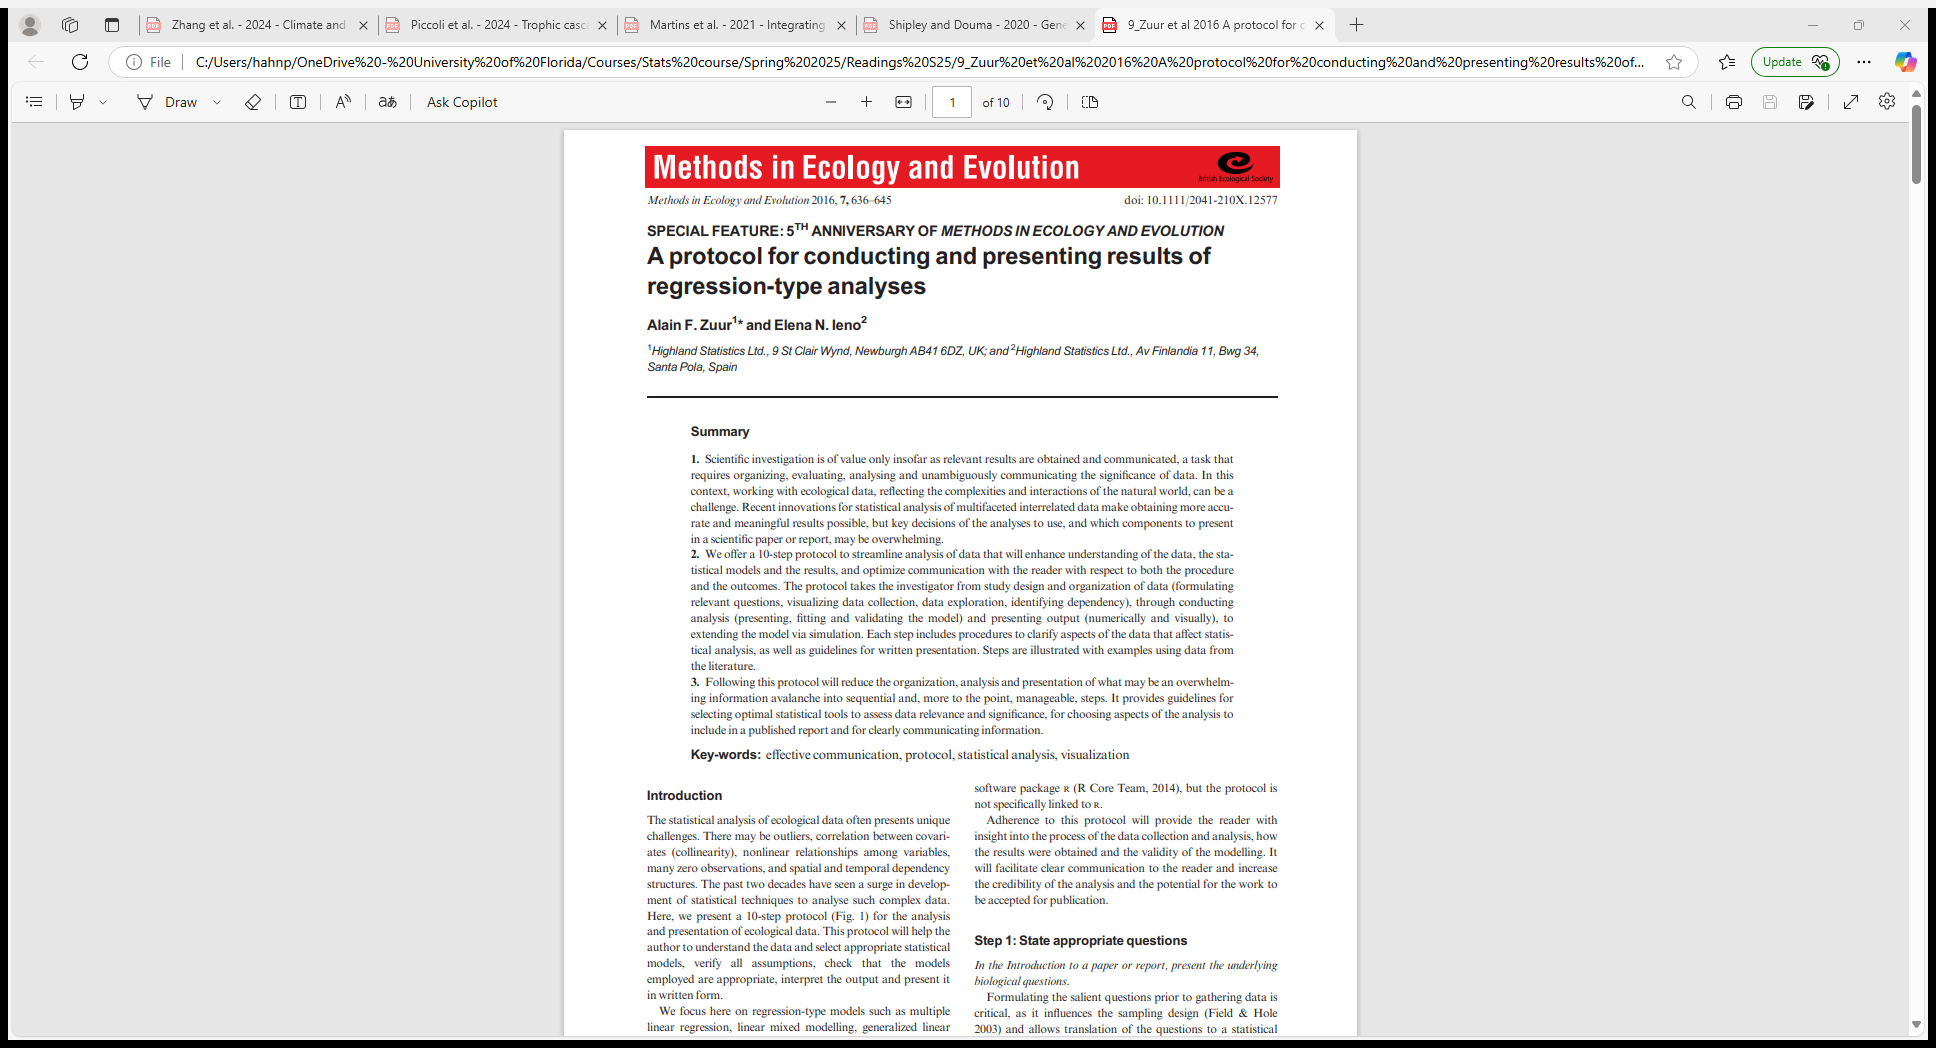 Zhang et al. - 2024 - Climate and
Piccoli et al. - 2024 - Trophic casc
Martins et al. - 2021 - Integrating
Shipley and Douma - 2020 - Gene
9_Zuur et al 2016 A protocol for c
File
C:/Users/hahnp/OneDrive%20-%20University%20of%20Florida/Courses/Stats%20course/Spring%202025/Readings%20S25/9_Zuur%20et%20al%202016%20A%20protocol%20for%20conducting%20and%20presenting%20results%20of...
Update
Draw
Ask Copilot
1 of 10
Methods in Ecology and Evolution
British Ecological Society
Methods in Ecology and Evolution 2016, 7, 636–645
doi: 10.1111/2041-210X.12577
SPECIAL FEATURE: 5TH ANNIVERSARY OF METHODS IN ECOLOGY AND EVOLUTION
A protocol for conducting and presenting results of
regression-type analyses
Alain F. Zuur1* and Elena N. Ieno2
1Highland Statistics Ltd., 9 St Clair Wynd, Newburgh AB41 6DZ, UK; and 2Highland Statistics Ltd., Av Finlandia 11, Bwg 34,
Santa Pola, Spain
Summary
1. Scientific investigation is of value only insofar as relevant results are obtained and communicated, a task that
requires organizing, evaluating, analysing and unambiguously communicating the significance of data. In this
context, working with ecological data, reflecting the complexities and interactions of the natural world, can be a
challenge. Recent innovations for statistical analysis of multifaceted interrelated data make obtaining more accu-
rate and meaningful results possible, but key decisions of the analyses to use, and which components to present
in a scientific paper or report, may be overwhelming.
2. We offer a 10-step protocol to streamline analysis of data that will enhance understanding of the data, the sta-
tistical models and the results, and optimize communication with the reader with respect to both the procedure
and the outcomes. The protocol takes the investigator from study design and organization of data (formulating
relevant questions, visualizing data collection, data exploration, identifying dependency), through conducting
analysis (presenting, fitting and validating the model) and presenting output (numerically and visually), to
extending the model via simulation. Each step includes procedures to clarify aspects of the data that affect statis-
tical analysis, as well as guidelines for written presentation. Steps are illustrated with examples using data from
the literature.
3. Following this protocol will reduce the organization, analysis and presentation of what may be an overwhelm-
ing information avalanche into sequential and, more to the point, manageable, steps. It provides guidelines for
selecting optimal statistical tools to assess data relevance and significance, for choosing aspects of the analysis to
include in a published report and for clearly communicating information.
Key-words: effective communication, protocol, statistical analysis, visualization
Introduction
The statistical analysis of ecological data often presents unique
challenges. There may be outliers, correlation between covari-
ates (collinearity), nonlinear relationships among variables,
many zero observations, and spatial and temporal dependency
structures. The past two decades have seen a surge in develop-
ment of statistical techniques to analyse such complex data.
Here, we present a 10-step protocol (Fig. 1) for the analysis
and presentation of ecological data. This protocol will help the
author to understand the data and select appropriate statistical
models, verify all assumptions, check that the models
employed are appropriate, interpret the output and present it
in written form.
We focus here on regression-type models such as multiple
linear regression, linear mixed modelling, generalized linear
software package R (R Core Team, 2014), but the protocol is
not specifically linked to R.
Adherence to this protocol will provide the reader with
insight into the process of the data collection and analysis, how
the results were obtained and the validity of the modelling. It
will facilitate clear communication to the reader and increase
the credibility of the analysis and the potential for the work to
be accepted for publication.
Step 1: State appropriate questions
In the Introduction to a paper or report, present the underlying
biological questions.
Formulating the salient questions prior to gathering data is
critical, as it influences the sampling design (Field & Hole
2003) and allows translation of the questions to a statistical